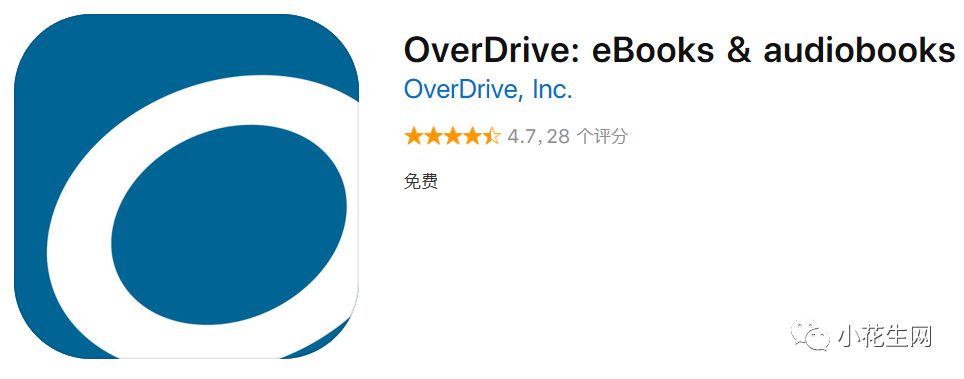 OverDrive: eBooks & audiobooks
OverDrive, Inc.
4.7，28 个评分
免费
小花生网